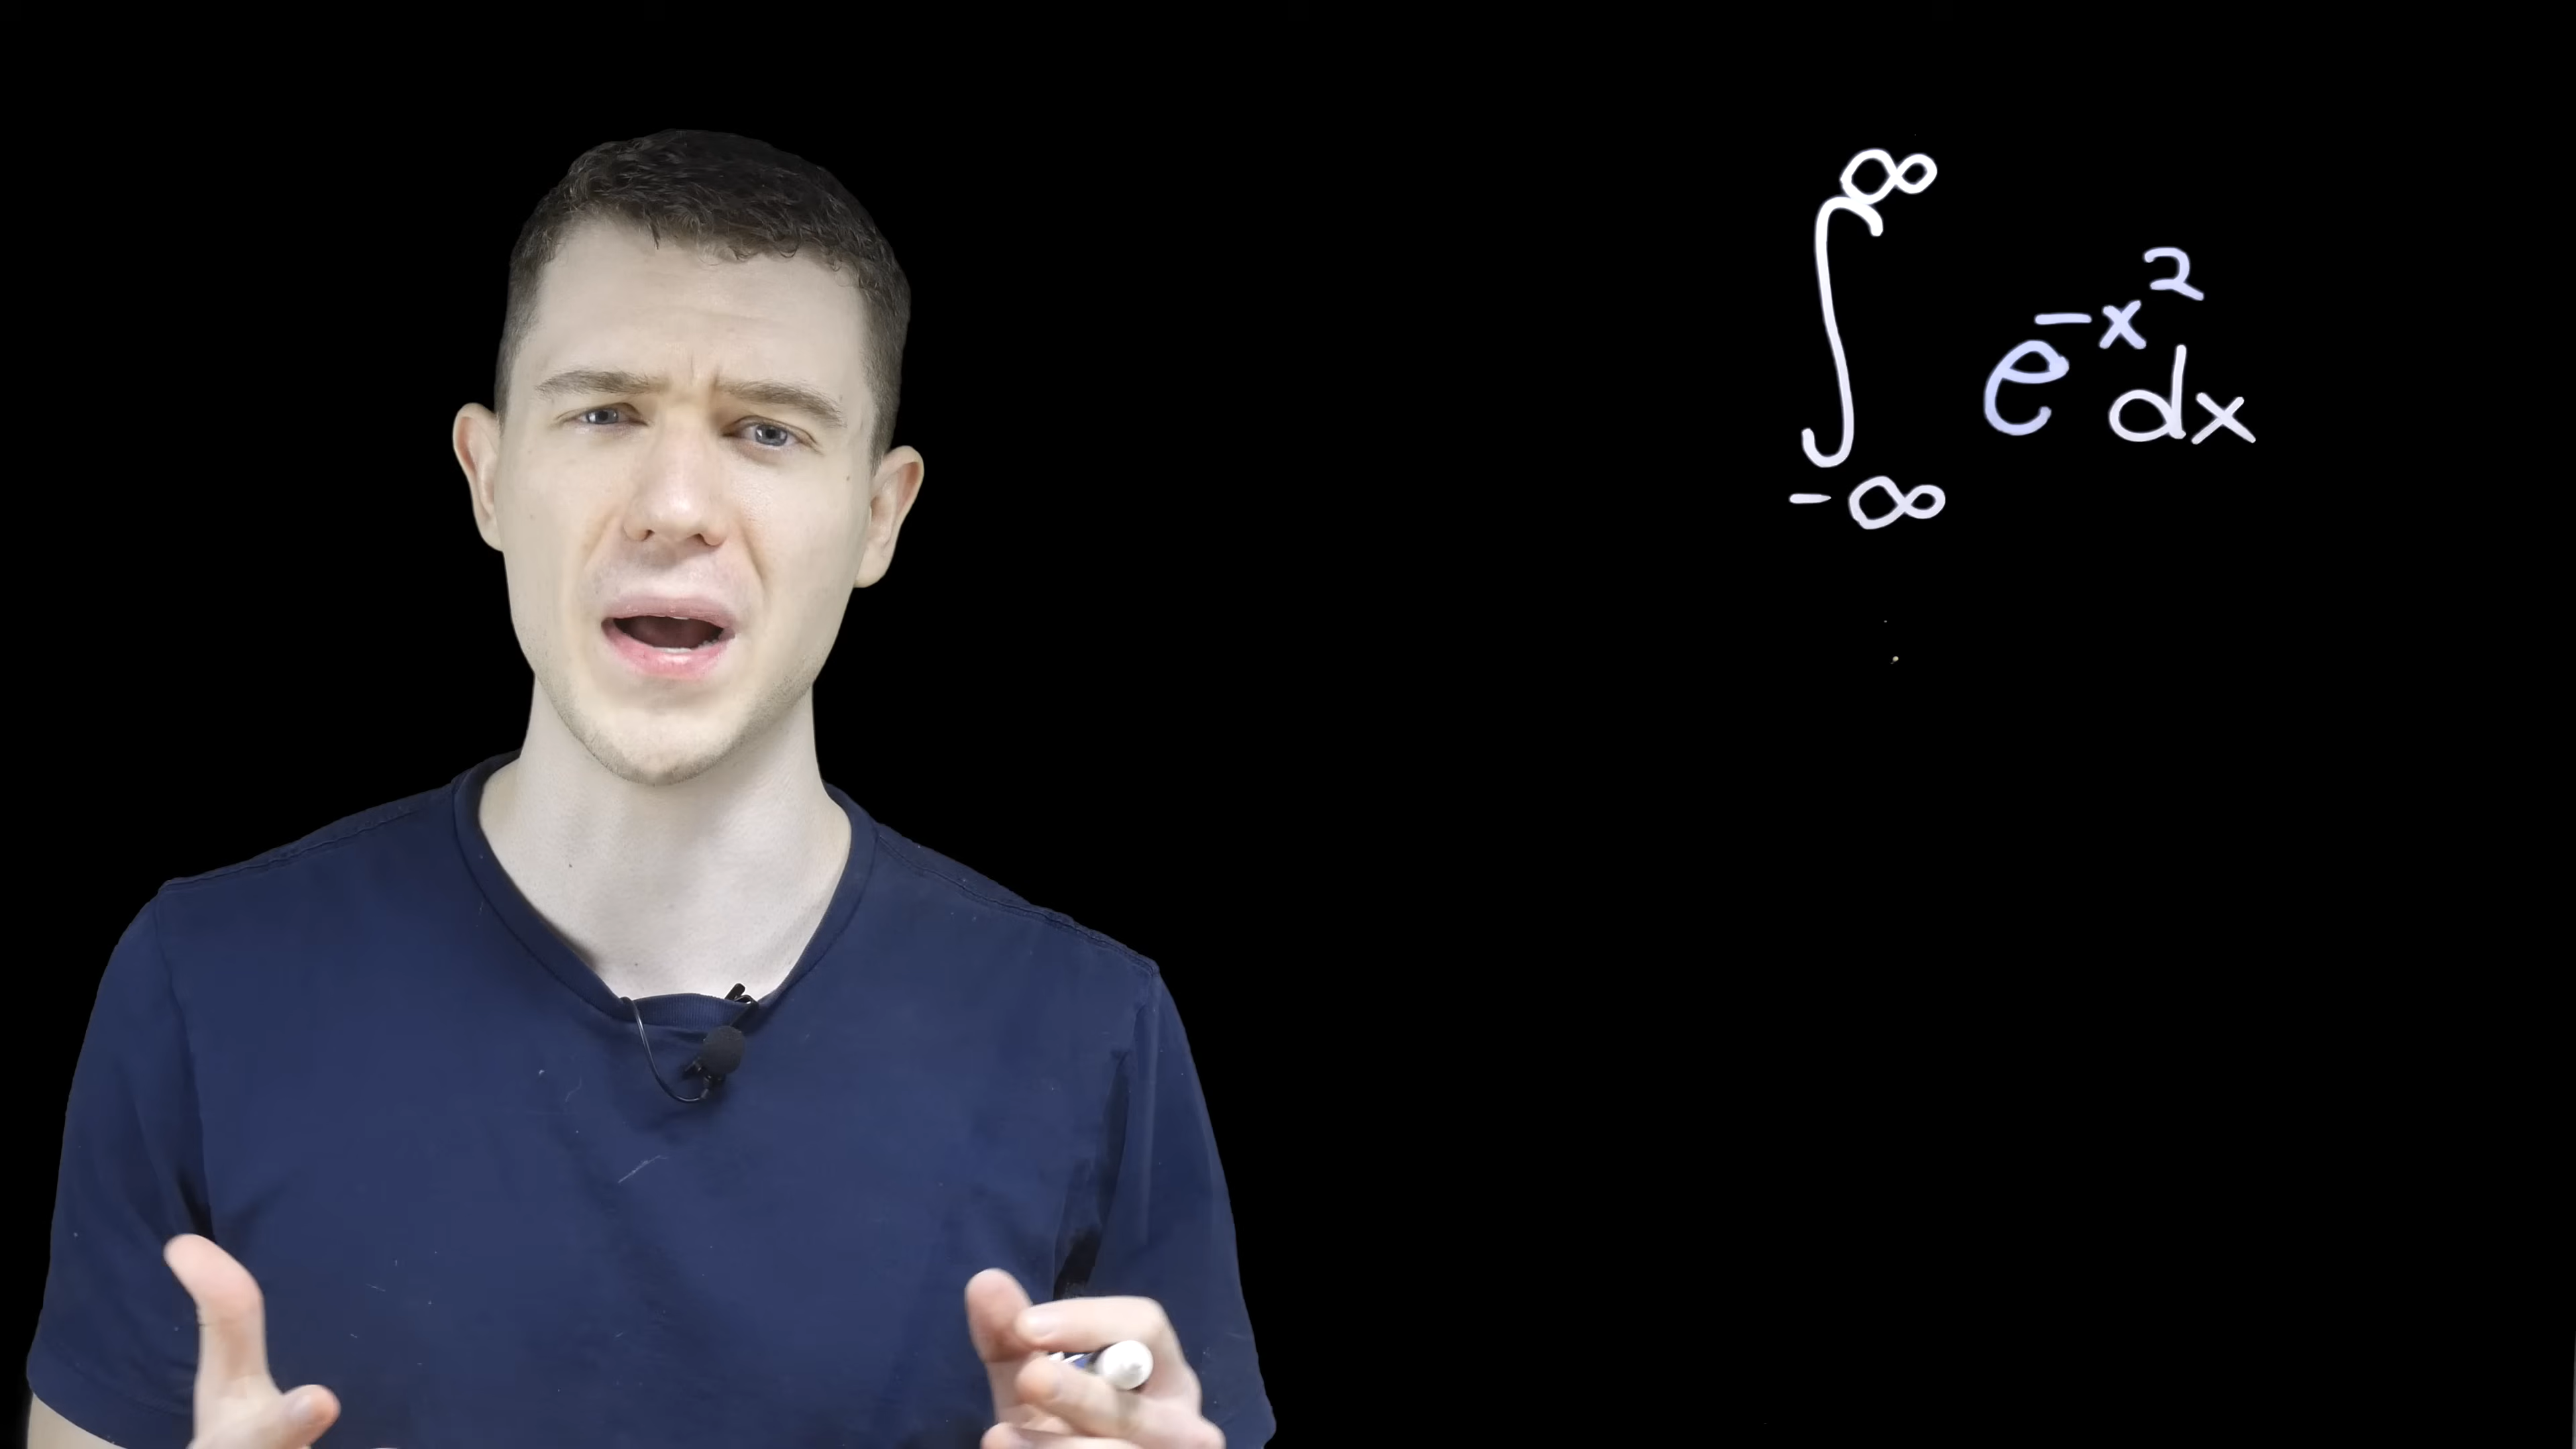 ∫_{-∞}^{∞} e^{-x^2} dx